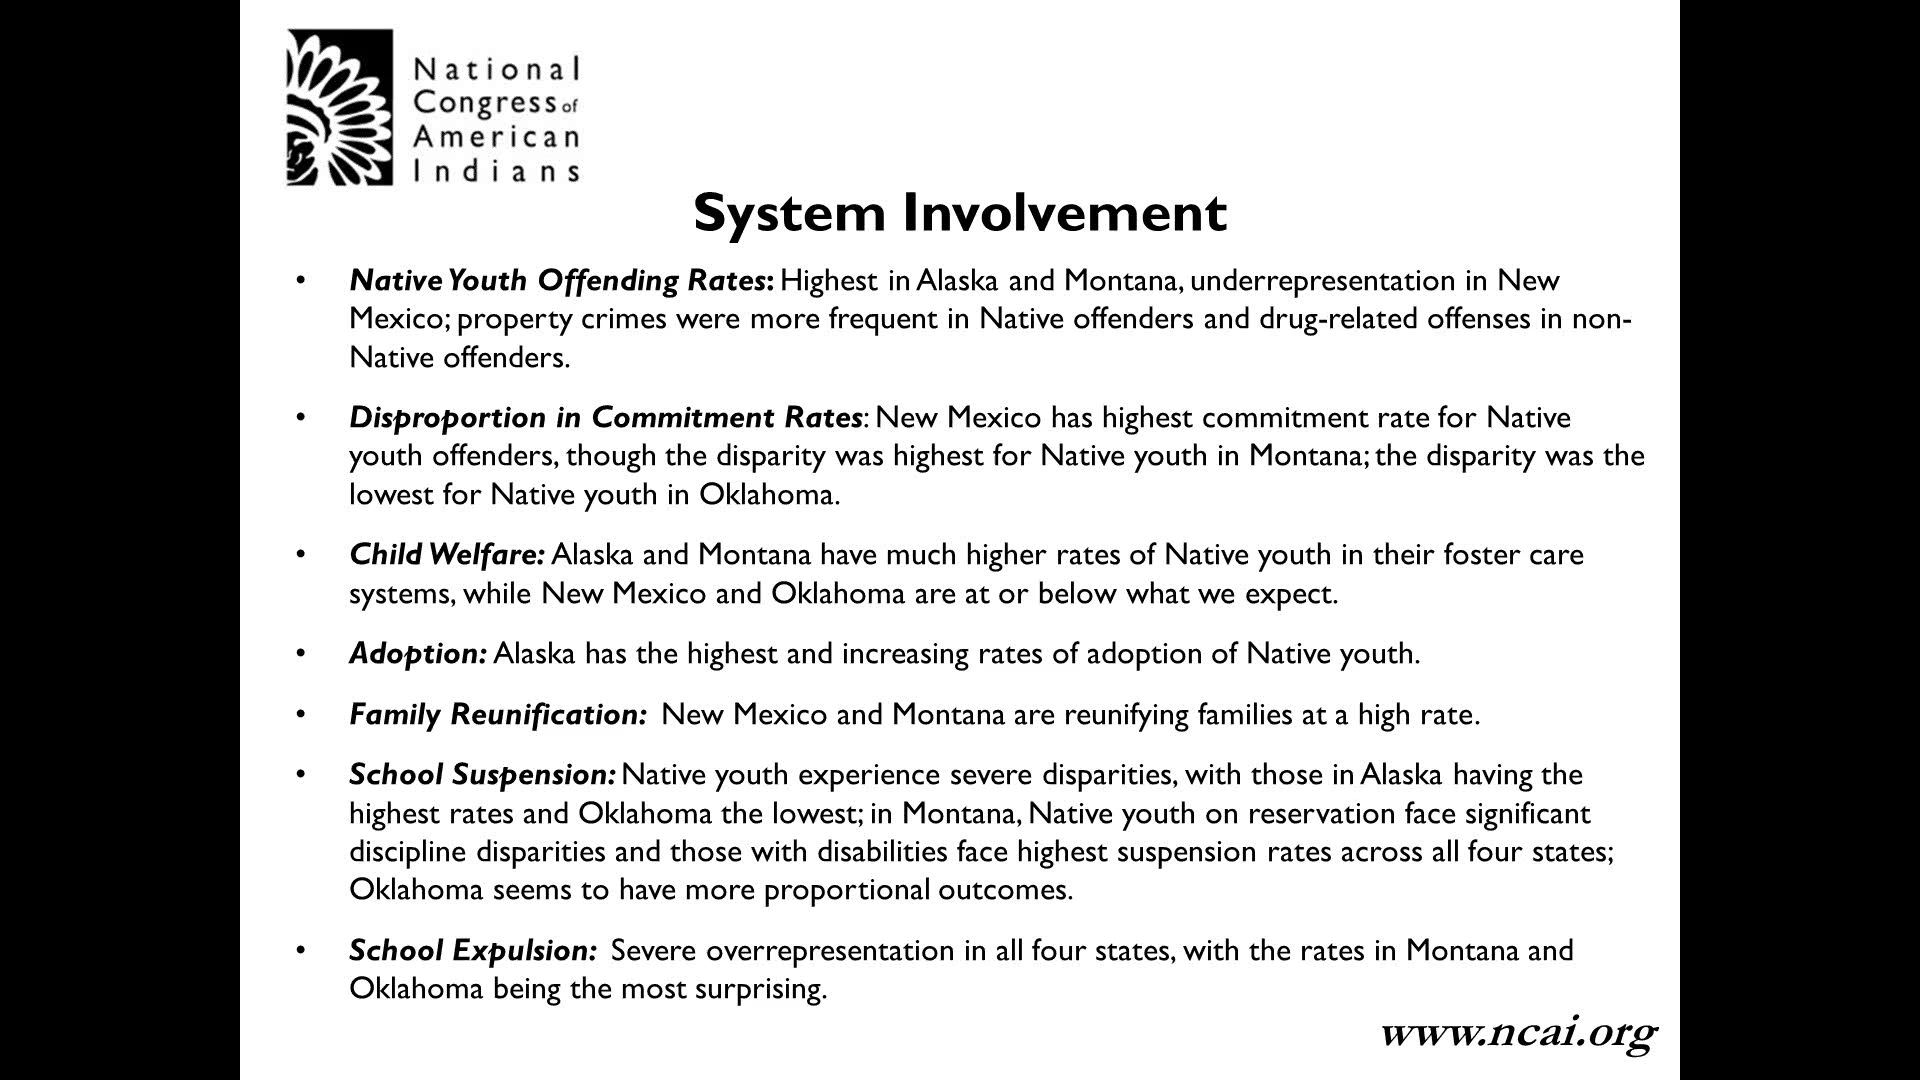 National
Congress of
American
Indians
System Involvement
• Native Youth Offending Rates: Highest in Alaska and Montana, underrepresentation in New
Mexico; property crimes were more frequent in Native offenders and drug-related offenses in non-
Native offenders.
• Disproportion in Commitment Rates: New Mexico has highest commitment rate for Native
youth offenders, though the disparity was highest for Native youth in Montana; the disparity was the
lowest for Native youth in Oklahoma.
• Child Welfare: Alaska and Montana have much higher rates of Native youth in their foster care
systems, while New Mexico and Oklahoma are at or below what we expect.
• Adoption: Alaska has the highest and increasing rates of adoption of Native youth.
• Family Reunification: New Mexico and Montana are reunifying families at a high rate.
• School Suspension: Native youth experience severe disparities, with those in Alaska having the
highest rates and Oklahoma the lowest; in Montana, Native youth on reservation face significant
discipline disparities and those with disabilities face highest suspension rates across all four states;
Oklahoma seems to have more proportional outcomes.
• School Expulsion: Severe overrepresentation in all four states, with the rates in Montana and
Oklahoma being the most surprising.
www.ncai.org